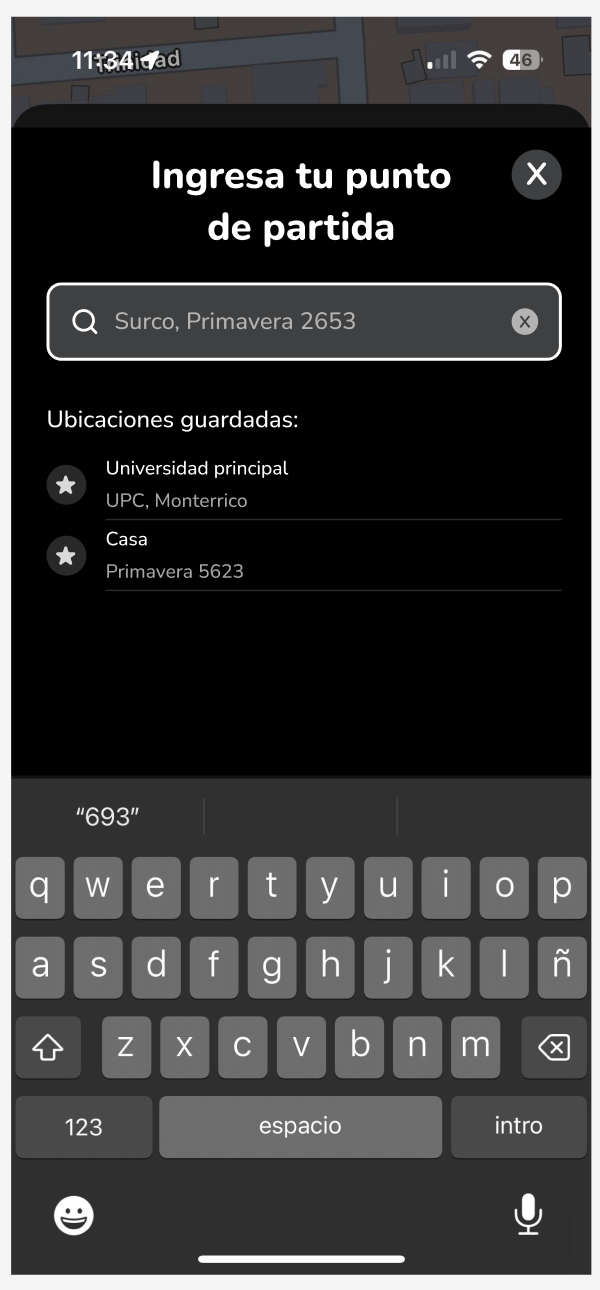 11:34
Trinidad
46
Ingresa tu punto
de partida
X
Surco, Primavera 2653
Ubicaciones guardadas:
Universidad principal
UPC, Monterrico
Casa
Primavera 5623
“693”
q w e r t y u i o p
a s d f g h j k l ñ
z x c v b n m
123 espacio intro